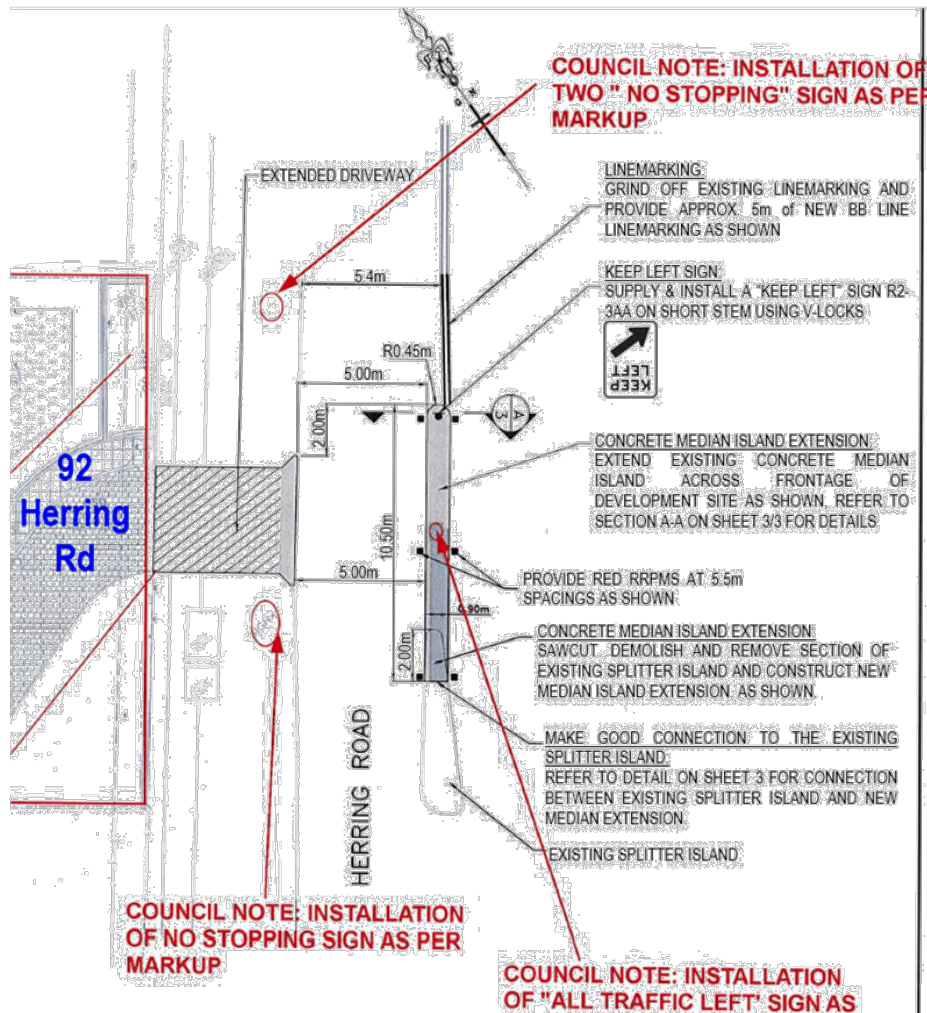 COUNCIL NOTE: INSTALLATION OF
TWO " NO STOPPING" SIGN AS PER
MARKUP
EXTENDED DRIVEWAY
LINEMARKING:
GRIND OFF EXISTING LINEMARKING AND
PROVIDE APPROX. 5m of NEW BB LINE
LINEMARKING AS SHOWN
5.4m
KEEP LEFT SIGN:
SUPPLY & INSTALL A "KEEP LEFT" SIGN R2-
3AA ON SHORT STEM USING V-LOCKS
KEEP
LEFT
R0.45m
5.00m
2.00m
A
3
92
Herring
Rd
CONCRETE MEDIAN ISLAND EXTENSION:
EXTEND EXISTING CONCRETE MEDIAN
ISLAND ACROSS FRONTAGE OF
DEVELOPMENT SITE AS SHOWN. REFER TO
SECTION A-A ON SHEET 3/3 FOR DETAILS
10.50m
5.00m
PROVIDE RED RRPMS AT 5.5m
SPACINGS AS SHOWN
0.90m
2.00m
CONCRETE MEDIAN ISLAND EXTENSION:
SAWCUT, DEMOLISH AND REMOVE SECTION OF
EXISTING SPLITTER ISLAND AND CONSTRUCT NEW
MEDIAN ISLAND EXTENSION AS SHOWN.
HERRING ROAD
MAKE GOOD CONNECTION TO THE EXISTING
SPLITTER ISLAND:
REFER TO DETAIL ON SHEET 3 FOR CONNECTION
BETWEEN EXISTING SPLITTER ISLAND AND NEW
MEDIAN EXTENSION.
EXISTING SPLITTER ISLAND
COUNCIL NOTE: INSTALLATION
OF NO STOPPING SIGN AS PER
MARKUP
COUNCIL NOTE: INSTALLATION
OF "ALL TRAFFIC LEFT' SIGN AS